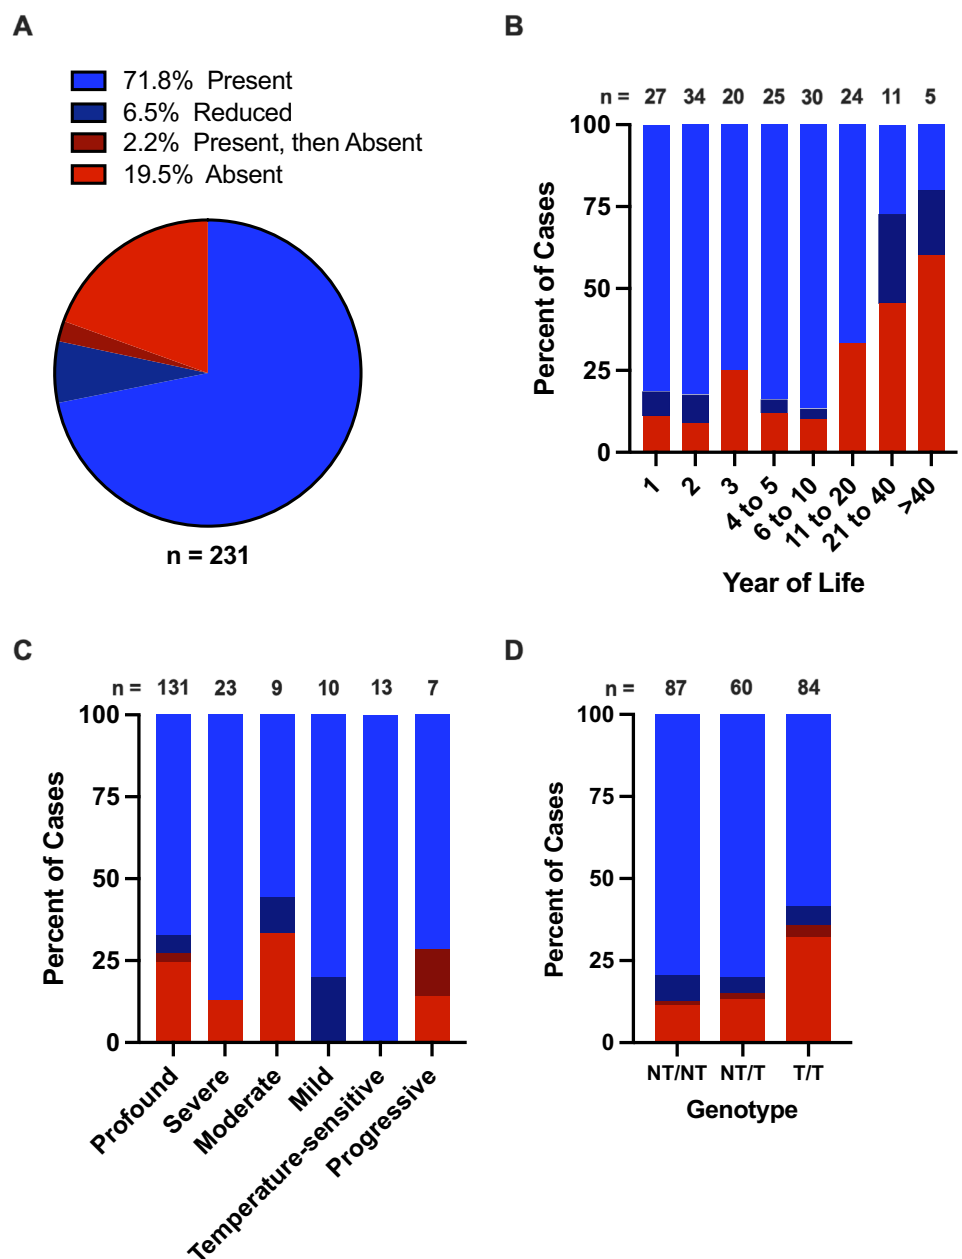 A
71.8% Present
6.5% Reduced
2.2% Present, then Absent
19.5% Absent
n = 231
B
n = 27 34 20 25 30 24 11 5
100
75
50
25
0
Percent of Cases
1 2 3 4 to 5 6 to 10 11 to 20 21 to 40 >40
Year of Life
C
n = 131 23 9 10 13 7
100
75
50
25
0
Percent of Cases
Profound Severe Moderate Mild Temperature-sensitive Progressive
D
n = 87 60 84
100
75
50
25
0
Percent of Cases
NT/NT NT/T T/T
Genotype